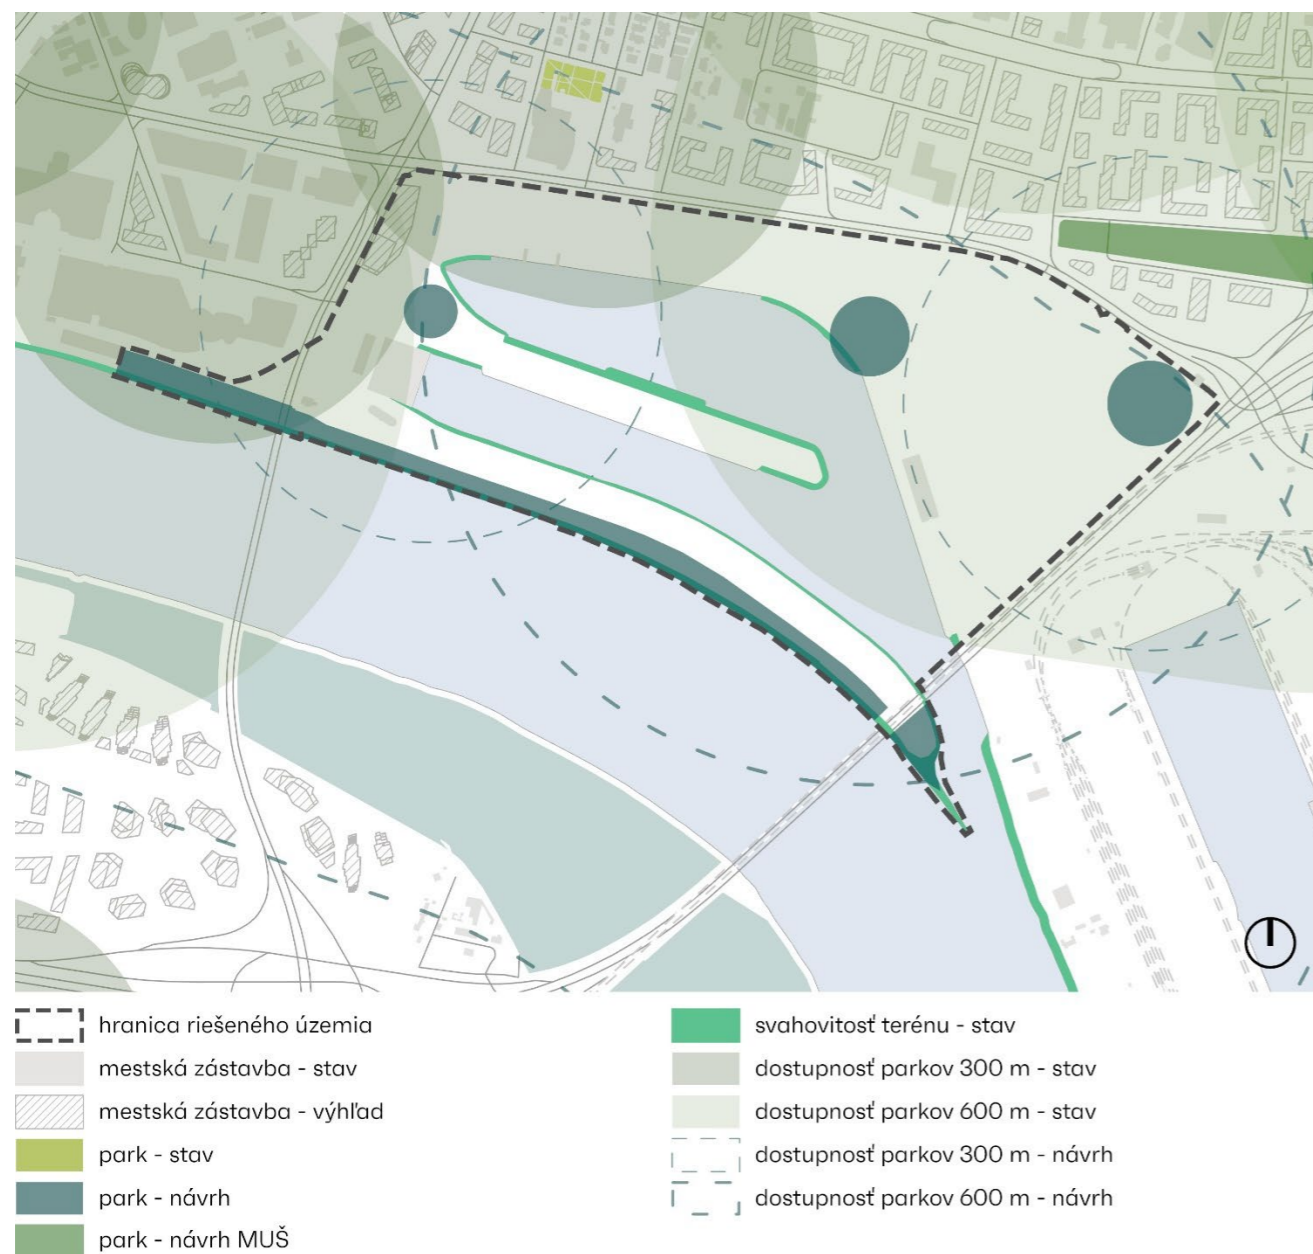 hranica riešeného územia
mestská zástavba - stav
mestská zástavba - výhľad
park - stav
park - návrh
park - návrh MUŠ
svahovitosť terénu - stav
dostupnosť parkov 300 m - stav
dostupnosť parkov 600 m - stav
dostupnosť parkov 300 m - návrh
dostupnosť parkov 600 m - návrh